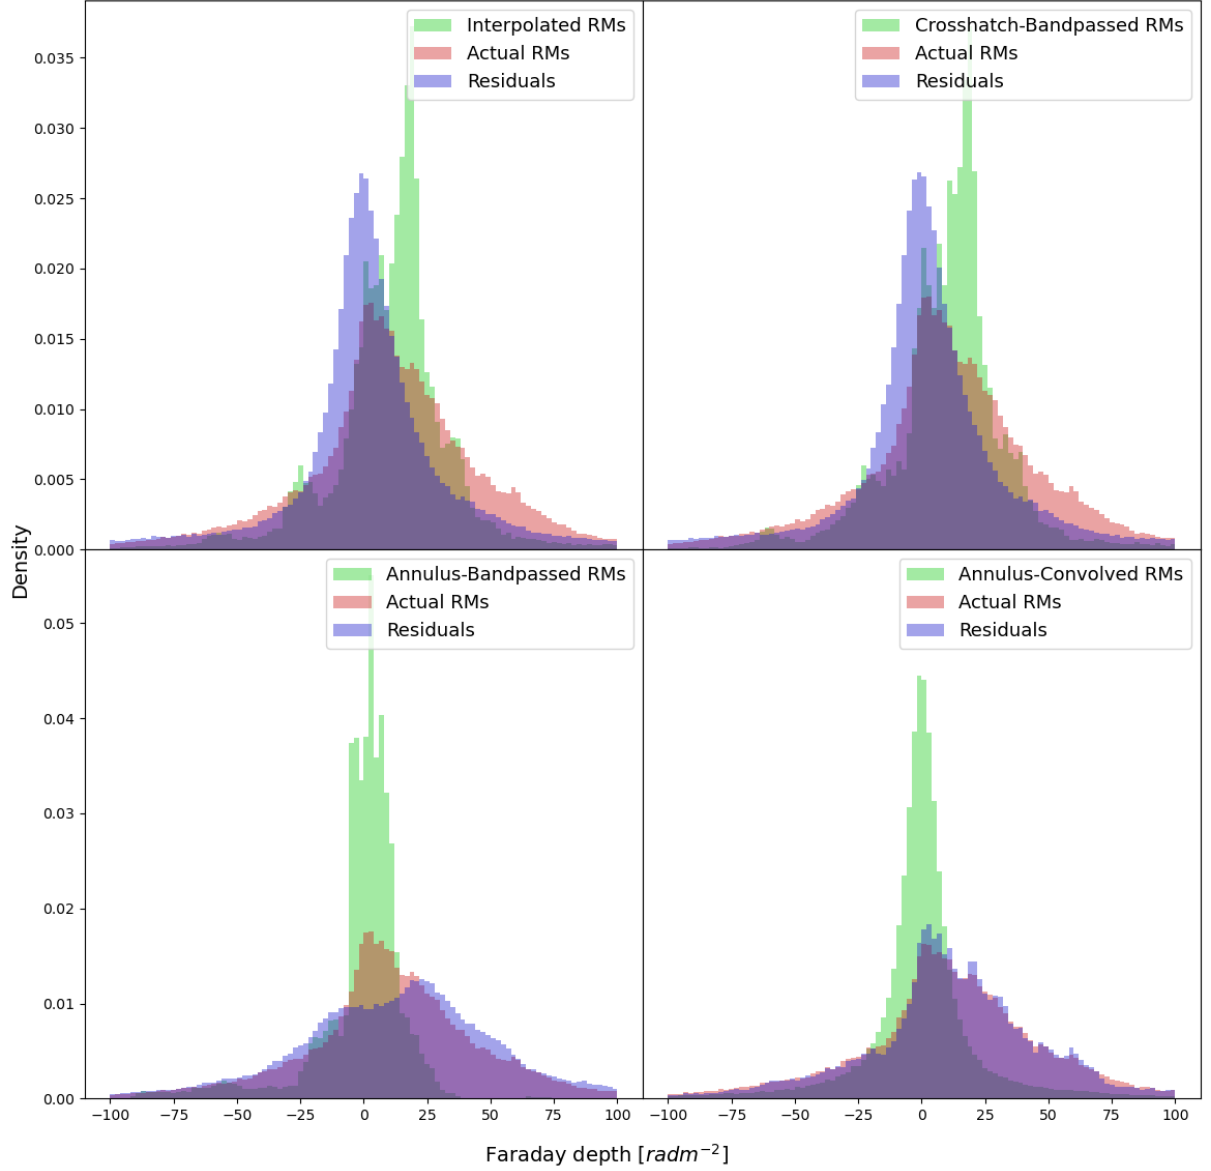 Interpolated RMs
Actual RMs
Residuals
Crosshatch-Bandpassed RMs
Actual RMs
Residuals
0.035
0.030
0.025
0.020
0.015
0.010
0.005
0.000
Density
Annulus-Bandpassed RMs
Actual RMs
Residuals
Annulus-Convolved RMs
Actual RMs
Residuals
0.05
0.04
0.03
0.02
0.01
0.00
−100 −75 −50 −25 0 25 50 75 100
−100 −75 −50 −25 0 25 50 75 100
Faraday depth [radm⁻²]